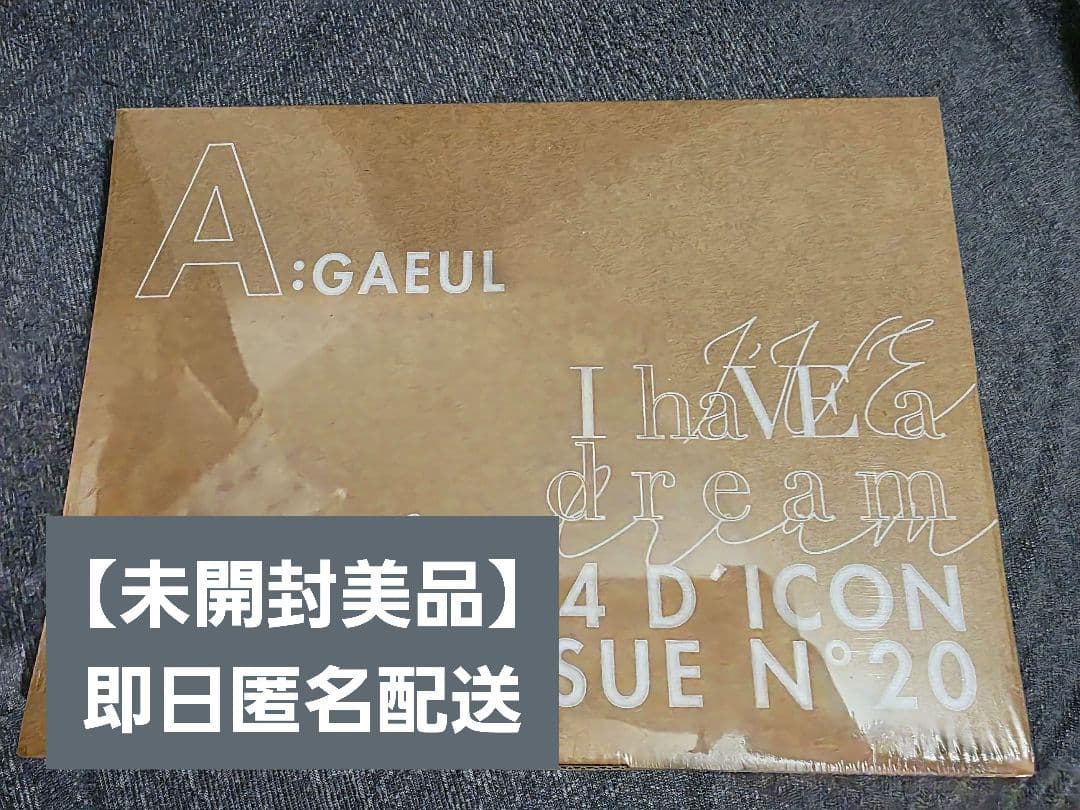 A:GAEUL
I haVE a
dream
4 D'ICON
SUE N°20
【未開封美品】
即日匿名配送